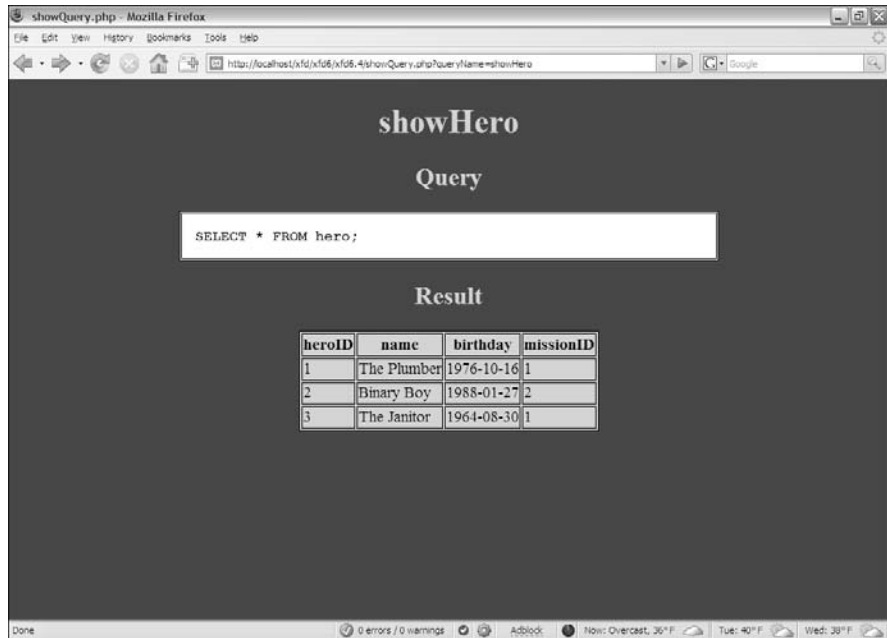 showQuery.php - Mozilla Firefox
File Edit View History Bookmarks Tools Help
http://localhost/xfd/xfd6/xfd6.4/showQuery.php?queryName=showHero
G Google
showHero
Query
SELECT * FROM hero;
Result
heroID name birthday missionID
1 The Plumber 1976-10-16 1
2 Binary Boy 1988-01-27 2
3 The Janitor 1964-08-30 1
Done 0 errors / 0 warnings Adblock Now: Overcast, 36° F Tue: 40° F Wed: 38° F